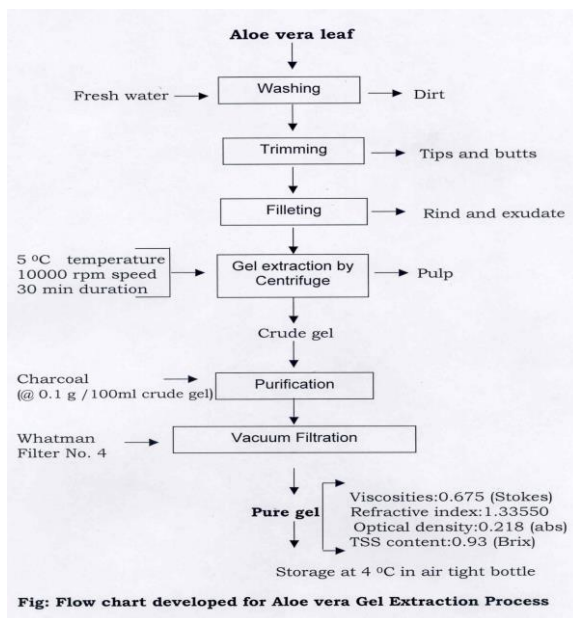 Aloe vera leaf
Fresh water
Washing
Dirt
Trimming
Tips and butts
Filleting
Rind and exudate
5 ⁰C temperature
10000 rpm speed
30 min duration
Gel extraction by
Centrifuge
Pulp
Crude gel
Charcoal
(@ 0.1 g /100ml crude gel)
Purification
Whatman
Filter No. 4
Vacuum Filtration
Pure gel
Viscosities:0.675 (Stokes)
Refractive index:1.33550
Optical density:0.218 (abs)
TSS content:0.93 (Brix)
Storage at 4 ⁰C in air tight bottle
Fig: Flow chart developed for Aloe vera Gel Extraction Process